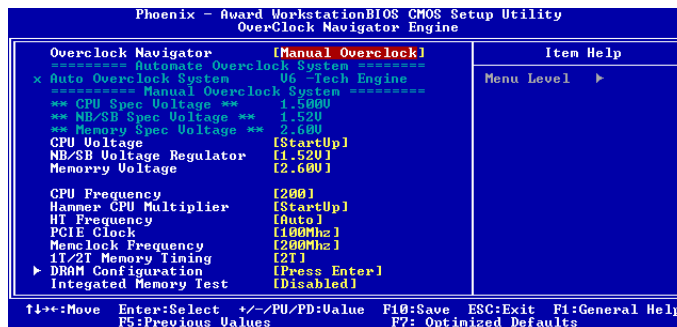 Phoenix - Award WorkstationBIOS CMOS Setup Utility
OverClock Navigator Engine
Overclock Navigator [Manual Overclock] Item Help
========= Automate Overclock System ========
x Auto Overclock System V6 -Tech Engine Menu Level ▶
========== Manual Overclock System =========
** CPU Spec Voltage ** 1.500V
** NB/SB Spec Voltage ** 1.52V
** Memory Spec Voltage ** 2.60V
CPU Voltage [StartUp]
NB/SB Voltage Regulator [1.52V]
Memorry Voltage [2.60V]
CPU Frequency [200]
Hammer CPU Multiplier [StartUp]
HT Frequency [Auto]
PCIE Clock [100Mhz]
Memclock Frequency [200Mhz]
1T/2T Memory Timing [2T]
▶ DRAM Configuration [Press Enter]
Integated Memory Test [Disabled]
↑↓→←:Move Enter:Select +/-/PU/PD:Value F10:Save ESC:Exit F1:General Help
F5:Previous Values F7: Optimized Defaults